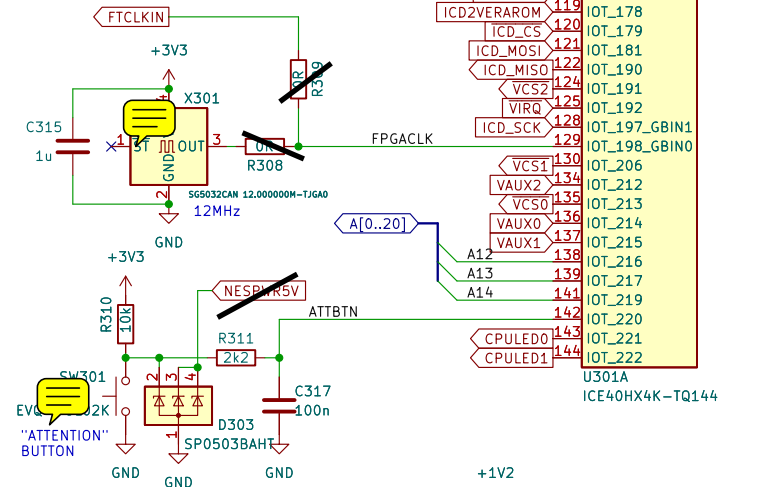 FTCLKIN
+3V3
0R
C315
1u
4
X301
1
ST
OUT
3
GND
2
0R
R308
SG5032CAN 12.000000M-TJGA0
12MHz
GND
FPGACLK
ICD2VERAROM
119
IOT_178
ICD_CS
120
IOT_179
ICD_MOSI
121
IOT_181
ICD_MISO
122
IOT_190
VCS2
124
IOT_191
VIRQ
125
IOT_192
ICD_SCK
128
IOT_197_GBIN1
129
IOT_198_GBIN0
VCS1
130
IOT_206
VAUX2
134
IOT_212
VCS0
135
IOT_213
VAUX0
136
IOT_214
VAUX1
137
IOT_215
A[0..20]
A12
138
IOT_216
A13
139
IOT_217
A14
141
IOT_219
ATTBTN
142
IOT_220
CPULED0
143
IOT_221
CPULED1
144
IOT_222
U301A
ICE40HX4K-TQ144
+3V3
R310
10k
NESPWR5V
R311
2k2
SW301
2
3
4
1
D303
SP0503BAHT
C317
100n
"ATTENTION"
BUTTON
GND
GND
GND
+1V2